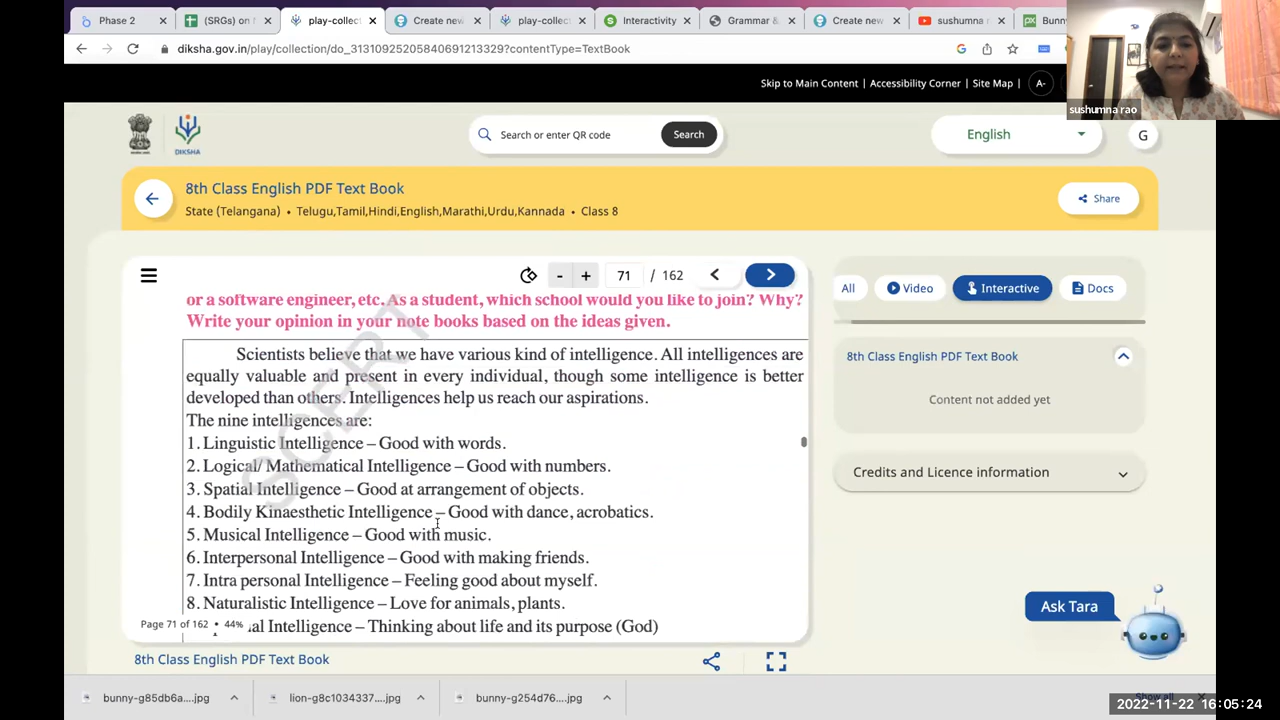 Phase 2
(SRGs) on
play-collec
Create new
play-collec
Interactivity
Grammar &
Create new
sushumna r
Bunn
diksha.gov.in/play/collection/do_31310925205840691213329?contentType=TextBook
sushumna rao
Skip to Main Content | Accessibility Corner | Site Map | A-
DIKSHA
Search or enter QR code
Search
English
G
8th Class English PDF Text Book
State (Telangana) • Telugu,Tamil,Hindi,English,Marathi,Urdu,Kannada • Class 8
Share
- + 71 / 162
All Video Interactive Docs
or a software engineer, etc. As a student, which school would you like to join? Why?
Write your opinion in your note books based on the ideas given.
SCERT
Scientists believe that we have various kind of intelligence. All intelligences are
equally valuable and present in every individual, though some intelligence is better
developed than others. Intelligences help us reach our aspirations.
The nine intelligences are:
1. Linguistic Intelligence – Good with words.
2. Logical/ Mathematical Intelligence – Good with numbers.
3. Spatial Intelligence – Good at arrangement of objects.
4. Bodily Kinaesthetic Intelligence – Good with dance, acrobatics.
5. Musical Intelligence – Good with music.
6. Interpersonal Intelligence – Good with making friends.
7. Intra personal Intelligence – Feeling good about myself.
8. Naturalistic Intelligence – Love for animals, plants.
al Intelligence – Thinking about life and its purpose (God)
Page 71 of 162 • 44%
8th Class English PDF Text Book
Content not added yet
Credits and Licence information
Ask Tara
8th Class English PDF Text Book
bunny-g85db6a....jpg
lion-g8c1034337....jpg
bunny-g254d76....jpg
Show all
2022-11-22 16:05:24